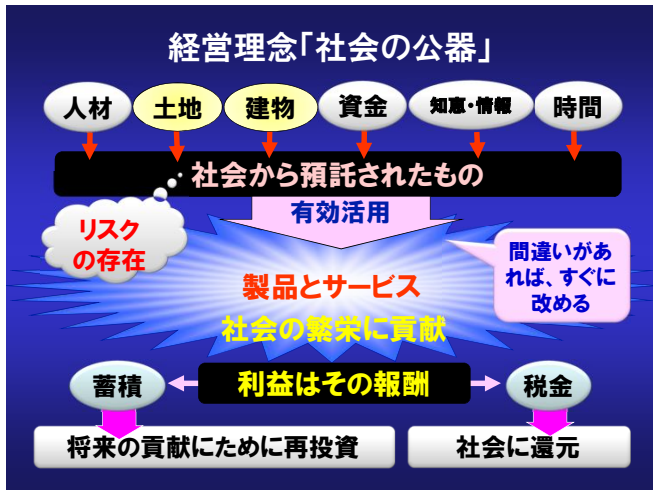 経営理念「社会の公器」
人材
土地
建物
資金
知恵・情報
時間
社会から預託されたもの
有効活用
リスク
の存在
間違いがあ
れば、すぐに
改める
製品とサービス
社会の繁栄に貢献
蓄積
利益はその報酬
税金
将来の貢献にために再投資
社会に還元